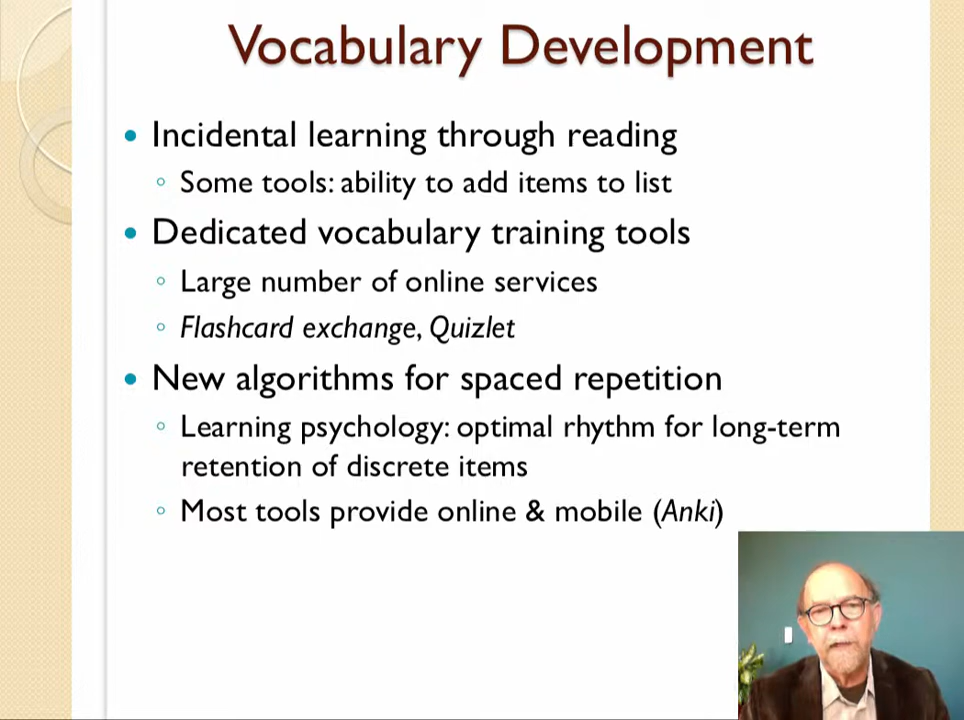 Vocabulary Development
• Incidental learning through reading
◦ Some tools: ability to add items to list
• Dedicated vocabulary training tools
◦ Large number of online services
◦ Flashcard exchange, Quizlet
• New algorithms for spaced repetition
◦ Learning psychology: optimal rhythm for long-term
retention of discrete items
◦ Most tools provide online & mobile (Anki)